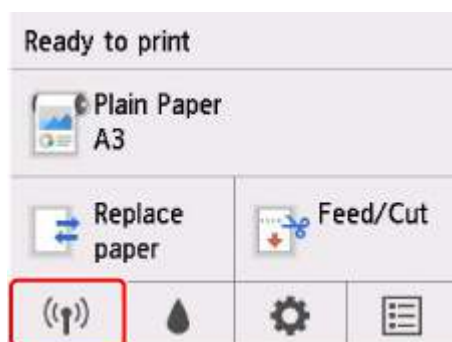 Ready to print
Plain Paper
A3
Replace
paper
Feed/Cut